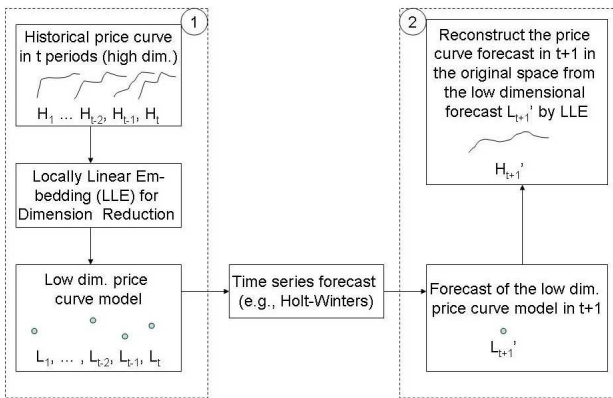 1
Historical price curve
in t periods (high dim.)
H1 ... Ht-2, Ht-1, Ht
Locally Linear Em-
bedding (LLE) for
Dimension Reduction
Low dim. price
curve model
L1, ... , Lt-2, Lt-1, Lt
Time series forecast
(e.g., Holt-Winters)
2
Reconstruct the price
curve forecast in t+1 in
the original space from
the low dimensional
forecast Lt+1' by LLE
Ht+1'
Forecast of the low dim.
price curve model in t+1
Lt+1'